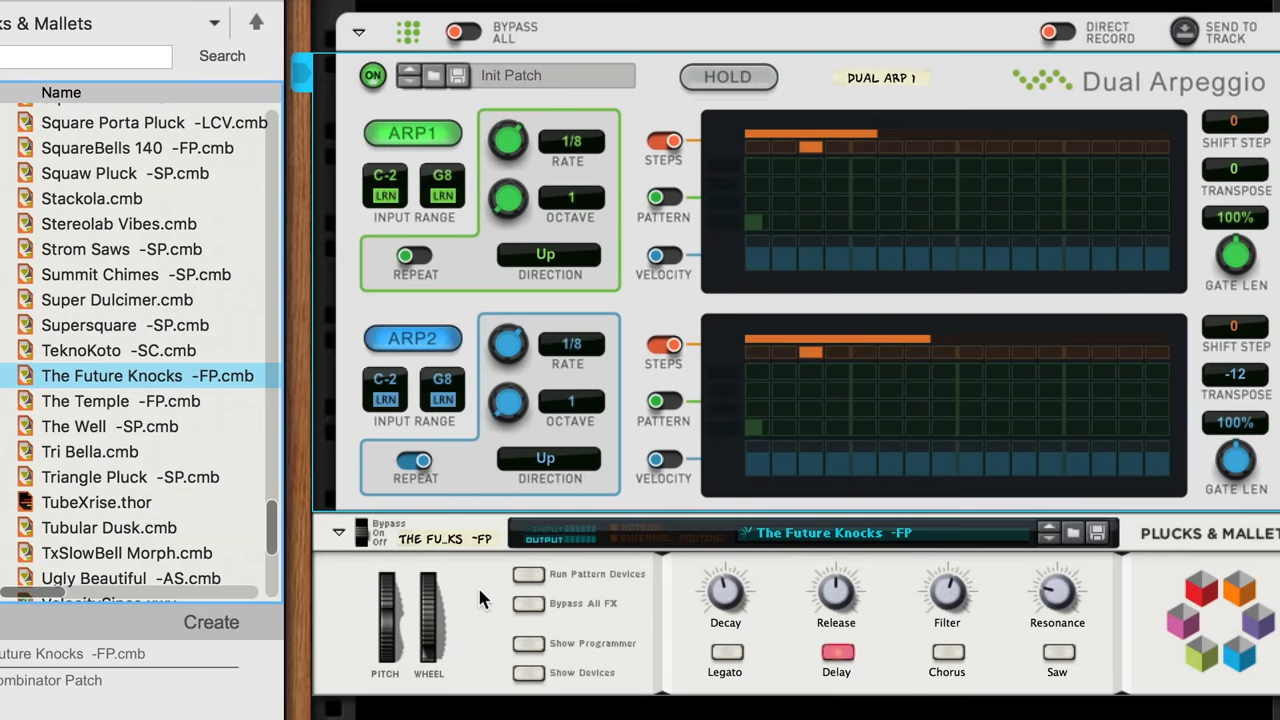 ks & Mallets
Search
Name
Square Porta Pluck -LCV.cmb
SquareBells 140 -FP.cmb
Squaw Pluck -SP.cmb
Stackola.cmb
Stereolab Vibes.cmb
Strom Saws -SP.cmb
Summit Chimes -SP.cmb
Super Dulcimer.cmb
Supersquare -SP.cmb
TeknoKoto -SC.cmb
The Future Knocks -FP.cmb
The Temple -FP.cmb
The Well -SP.cmb
Tri Bella.cmb
Triangle Pluck -SP.cmb
TubeXrise.thor
Tubular Dusk.cmb
TxSlowBell Morph.cmb
Ugly Beautiful -AS.cmb
Create
uture Knocks -FP.cmb
ombinator Patch
BYPASS ALL
DIRECT RECORD
SEND TO TRACK
ON
Init Patch
HOLD
DUAL ARP 1
Dual Arpeggio
ARP1
C-2
LRN
G8
LRN
INPUT RANGE
REPEAT
1/8
RATE
1
OCTAVE
Up
DIRECTION
STEPS
PATTERN
VELOCITY
0
SHIFT STEP
0
TRANSPOSE
100%
GATE LEN
ARP2
C-2
LRN
G8
LRN
INPUT RANGE
REPEAT
1/8
RATE
1
OCTAVE
Up
DIRECTION
STEPS
PATTERN
VELOCITY
0
SHIFT STEP
-12
TRANSPOSE
100%
GATE LEN
Bypass
On
Off
THE FU..KS -FP
INPUT
OUTPUT
NOTE ON
EXTERNAL ROUTING
The Future Knocks -FP
PLUCKS & MALLET
PITCH
WHEEL
Run Pattern Devices
Bypass All FX
Show Programmer
Show Devices
Decay
Release
Filter
Resonance
Legato
Delay
Chorus
Saw